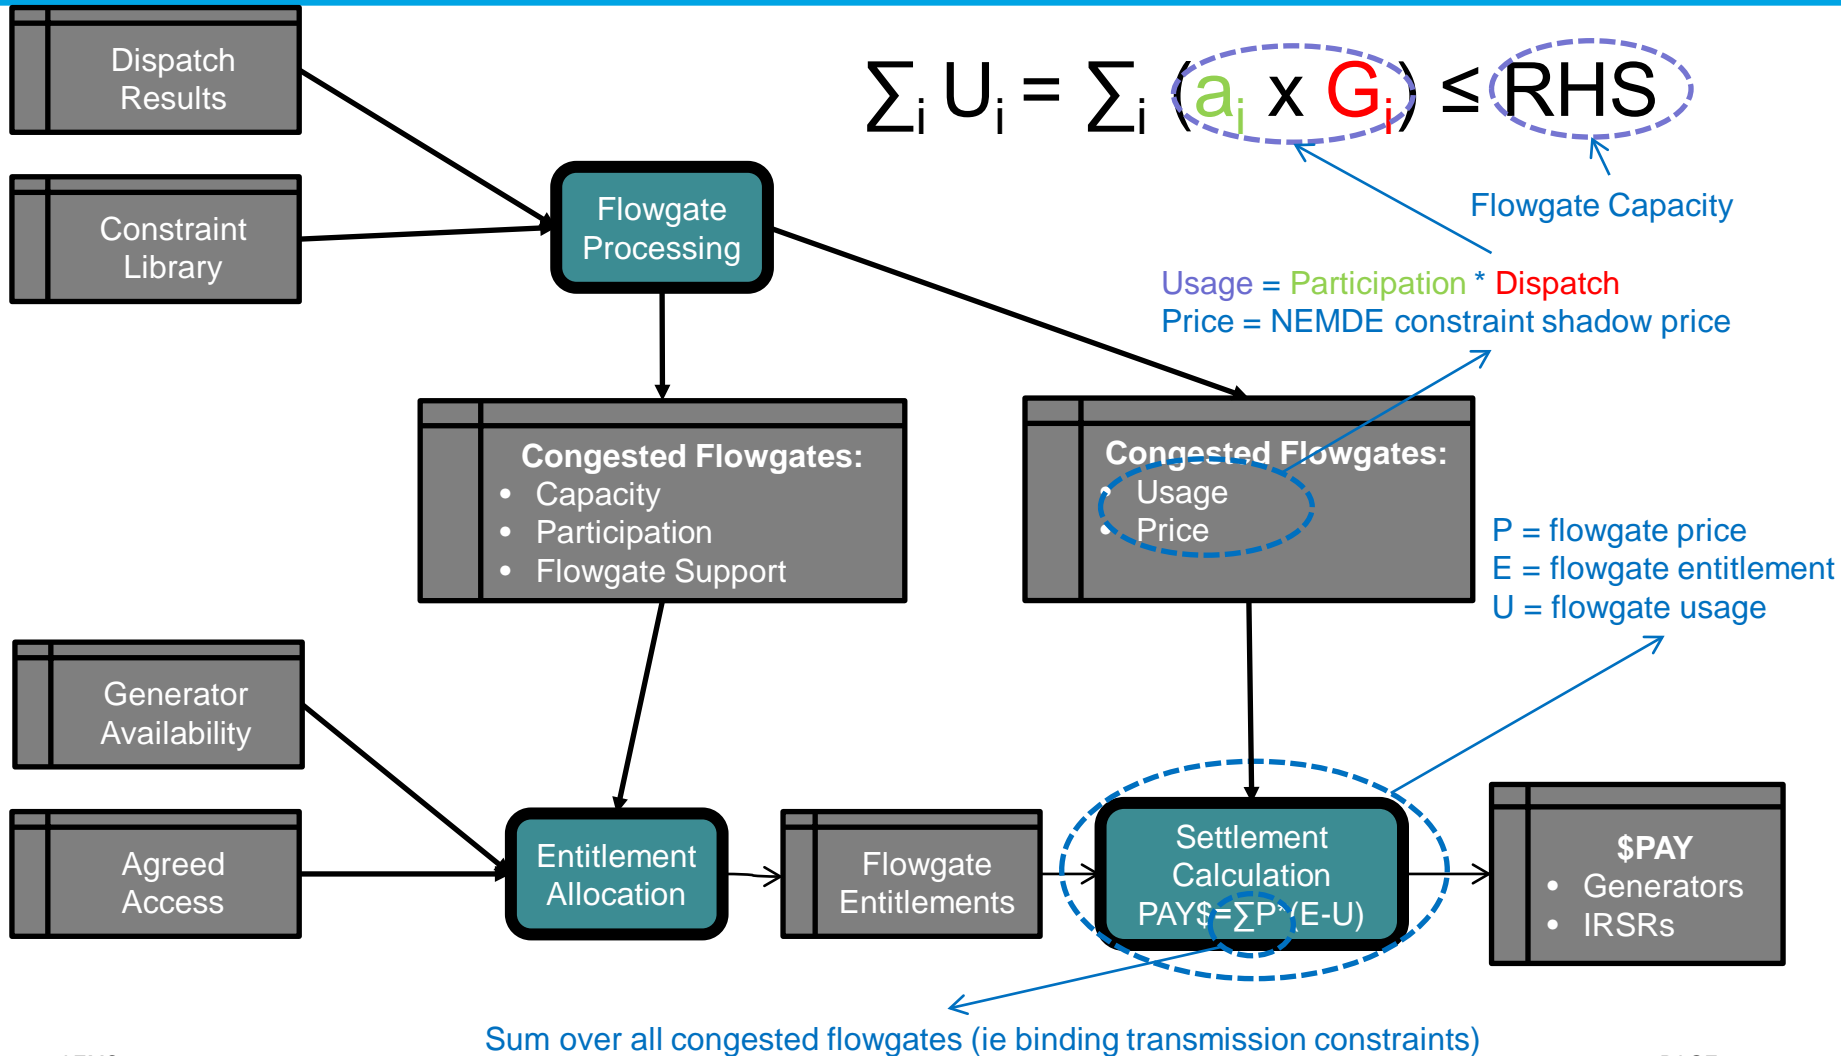 Dispatch
Results
∑i Ui = ∑i (ai x Gi) ≤ RHS
Flowgate Capacity
Constraint
Library
Flowgate
Processing
Usage = Participation * Dispatch
Price = NEMDE constraint shadow price
Congested Flowgates:
• Capacity
• Participation
• Flowgate Support
Congested Flowgates:
• Usage
• Price
P = flowgate price
E = flowgate entitlement
U = flowgate usage
Generator
Availability
Agreed
Access
Entitlement
Allocation
Flowgate
Entitlements
Settlement
Calculation
PAY$=∑P*(E-U)
$PAY
• Generators
• IRSRs
Sum over all congested flowgates (ie binding transmission constraints)